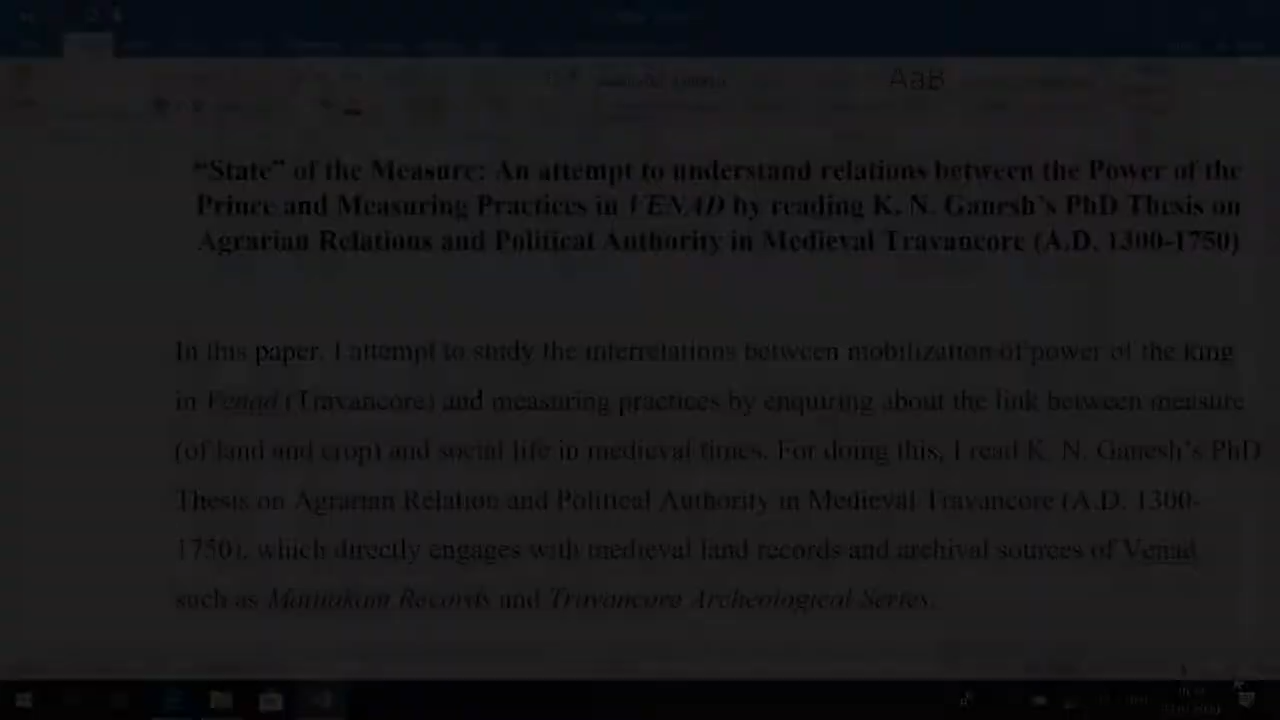 AaB
“State” of the Measure: An attempt to understand relations between the Power of the
Prince and Measuring Practices in VENAD by reading K. N. Ganesh’s PhD Thesis on
Agrarian Relations and Political Authority in Medieval Travancore (A.D. 1300-1750)
In this paper, I attempt to study the interrelations between mobilization of power of the king
in Venad (Travancore) and measuring practices by enquiring about the link between measure
(of land and crop) and social life in medieval times. For doing this, I read K. N. Ganesh’s PhD
Thesis on Agrarian Relation and Political Authority in Medieval Travancore (A.D. 1300-
1750), which directly engages with medieval land records and archival sources of Venad
such as Mathilakam Records and Travancore Archeological Series.